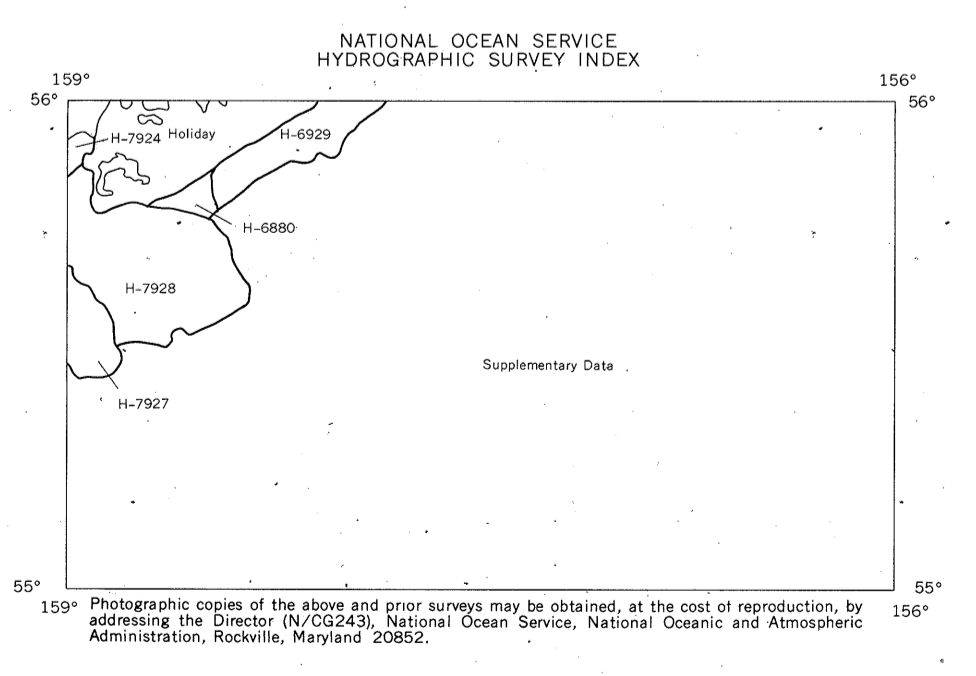 NATIONAL OCEAN SERVICE
HYDROGRAPHIC SURVEY INDEX
159° 156°
56° 56°
H-7924 Holiday H-6929
H-6880
H-7928
Supplementary Data
H-7927
55° 55°
159° 156°
Photographic copies of the above and prior surveys may be obtained, at the cost of reproduction, by
addressing the Director (N/CG243), National Ocean Service, National Oceanic and Atmospheric
Administration, Rockville, Maryland 20852.